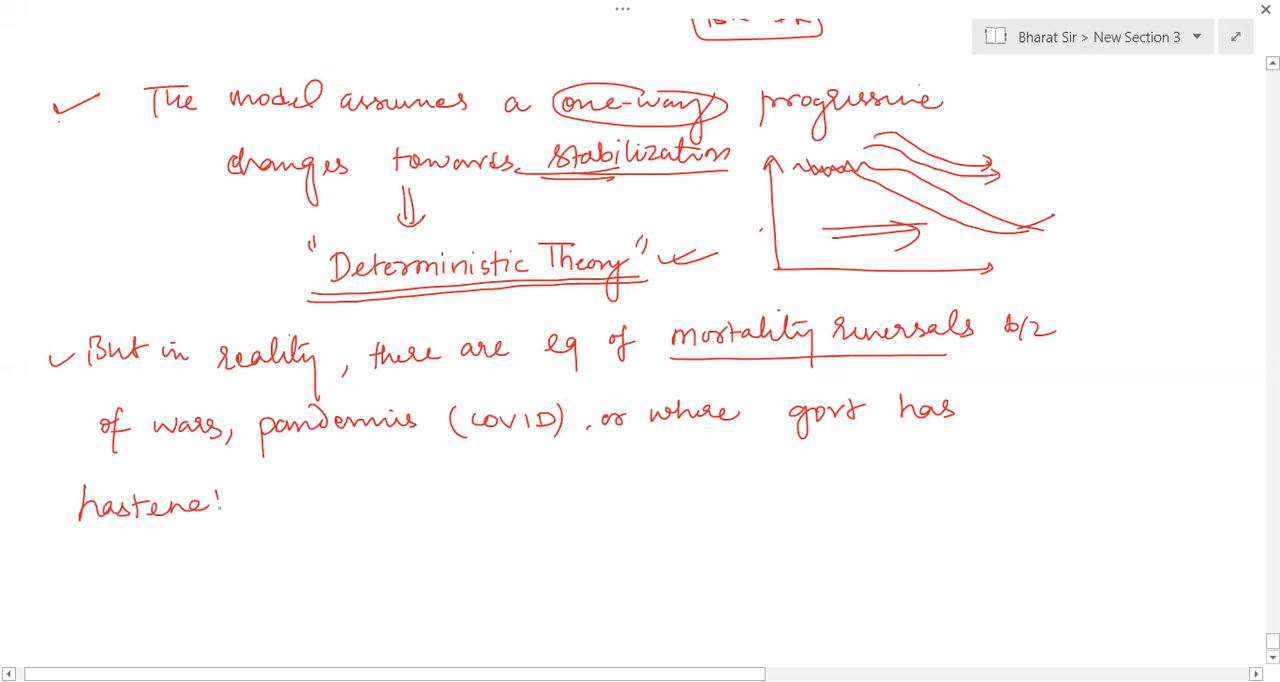 Bharat Sir > New Section 3
The model assumes a one-way progressive
changes towards stabilization
"Deterministic Theory"
But in reality, there are eg of mortality reversals b/z
of wars, pandemis (COVID), or where govt has
hastene